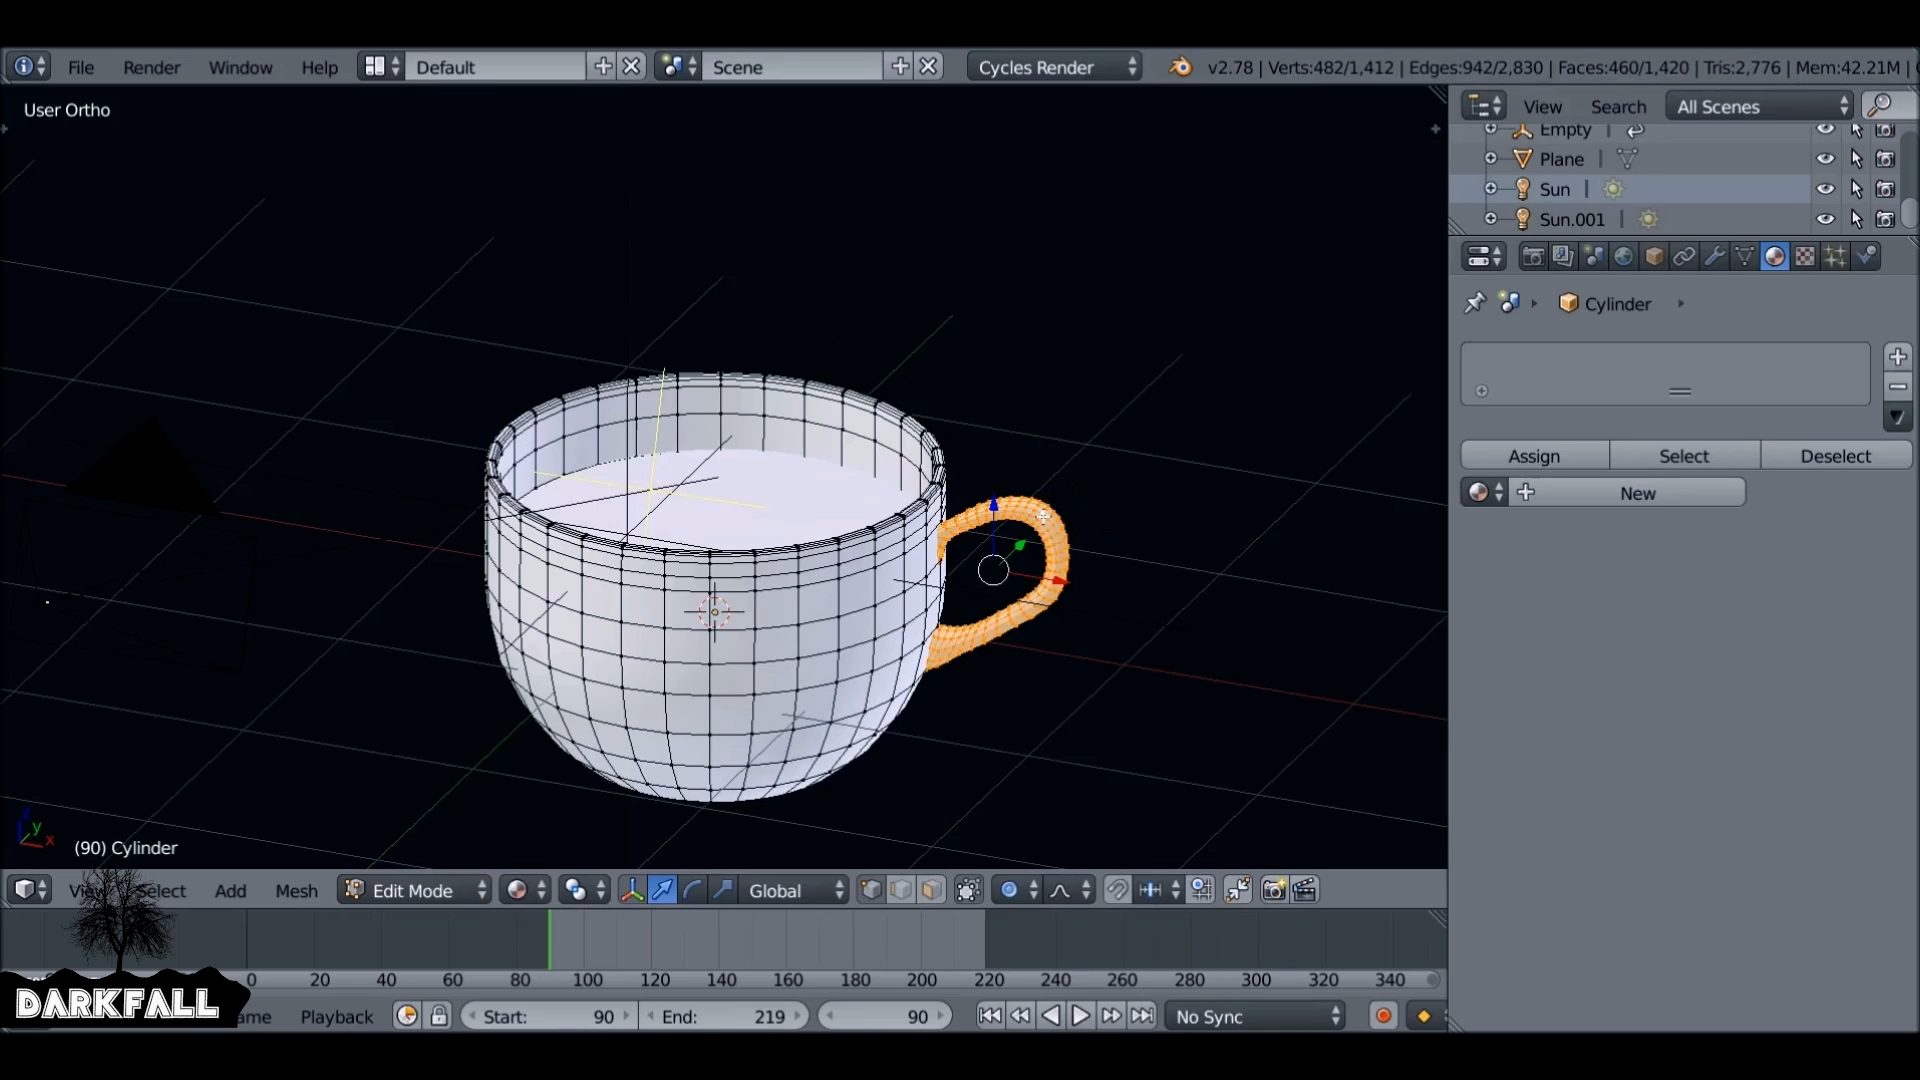 File Render Window Help Default Scene Cycles Render v2.78 | Verts:482/1,412 | Edges:942/2,830 | Faces:460/1,420 | Tris:2,776 | Mem:42.21M |
User Ortho
View Search All Scenes
Empty
Plane
Sun
Sun.001
Cylinder
Assign Select Deselect
New
(90) Cylinder
View Select Add Mesh Edit Mode Global
0 20 40 60 80 100 120 140 160 180 200 220 240 260 280 300 320 340
DARKFALL
Playback Start: 90 End: 219 90 No Sync